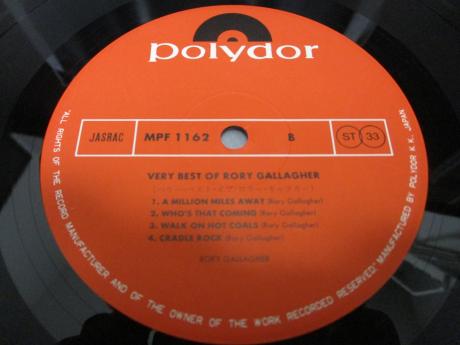 polydor
JASRAC MPF 1162 B ST 33
VERY BEST OF RORY GALLAGHER
1. A MILLION MILES AWAY (Rory Gallagher)
2. WHO'S THAT COMING (Rory Gallagher)
3. WALK ON HOT COALS (Rory Gallagher)
4. CRADLE ROCK (Rory Gallagher)
RORY GALLAGHER
"ALL RIGHTS OF THE RECORD MANUFACTURER AND OF THE OWNER OF THE WORK RECORDED RESERVED" MANUFACTURED BY POLYDOR K.K. JAPAN